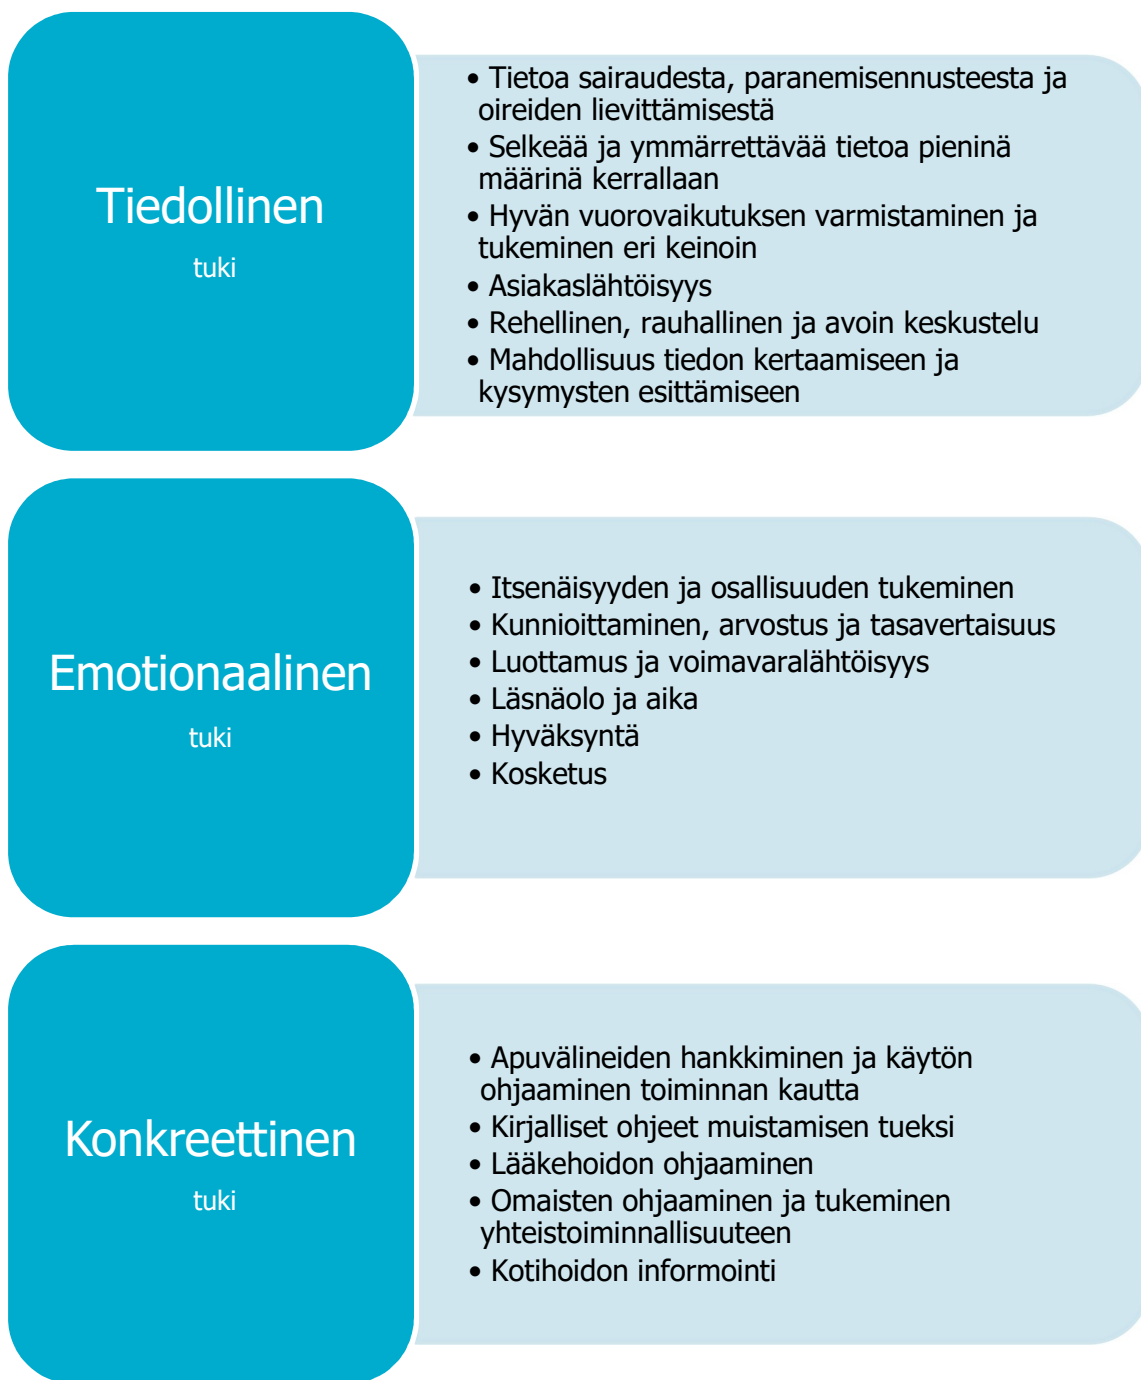 Tiedollinen
tuki
• Tietoa sairaudesta, paranemisennusteesta ja
oireiden lievittämisestä
• Selkeää ja ymmärrettävää tietoa pieninä
määrinä kerrallaan
• Hyvän vuorovaikutuksen varmistaminen ja
tukeminen eri keinoin
• Asiakaslähtöisyys
• Rehellinen, rauhallinen ja avoin keskustelu
• Mahdollisuus tiedon kertaamiseen ja
kysymysten esittämiseen
Emotionaalinen
tuki
• Itsenäisyyden ja osallisuuden tukeminen
• Kunnioittaminen, arvostus ja tasavertaisuus
• Luottamus ja voimavaralähtöisyys
• Läsnäolo ja aika
• Hyväksyntä
• Kosketus
Konkreettinen
tuki
• Apuvälineiden hankkiminen ja käytön
ohjaaminen toiminnan kautta
• Kirjalliset ohjeet muistamisen tueksi
• Lääkehoidon ohjaaminen
• Omaisten ohjaaminen ja tukeminen
yhteistoiminnallisuuteen
• Kotihoidon informointi